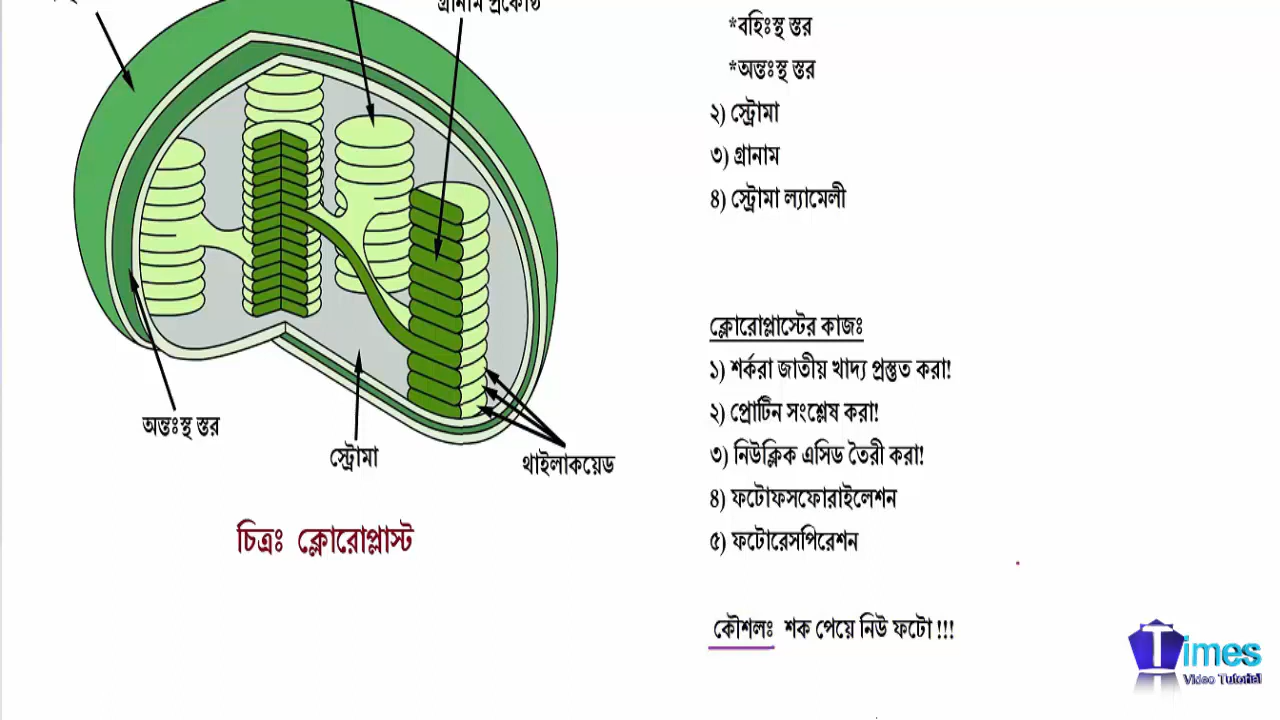 গ্রানাম প্রকোষ্ঠ
অন্তঃস্থ স্তর
স্ট্রোমা
থাইলাকয়েড
চিত্রঃ ক্লোরোপ্লাস্ট
*বহিঃস্থ স্তর
*অন্তঃস্থ স্তর
২) স্ট্রোমা
৩) গ্রানাম
৪) স্ট্রোমা ল্যামেলী
ক্লোরোপ্লাস্টের কাজঃ
১) শর্করা জাতীয় খাদ্য প্রস্তুত করা!
২) প্রোটিন সংশ্লেষ করা!
৩) নিউক্লিক এসিড তৈরী করা!
৪) ফটোফসফোরাইলেশন
৫) ফটোরেসপিরেশন
কৌশলঃ শক পেয়ে নিউ ফটো !!!
Times
Video Tutorial